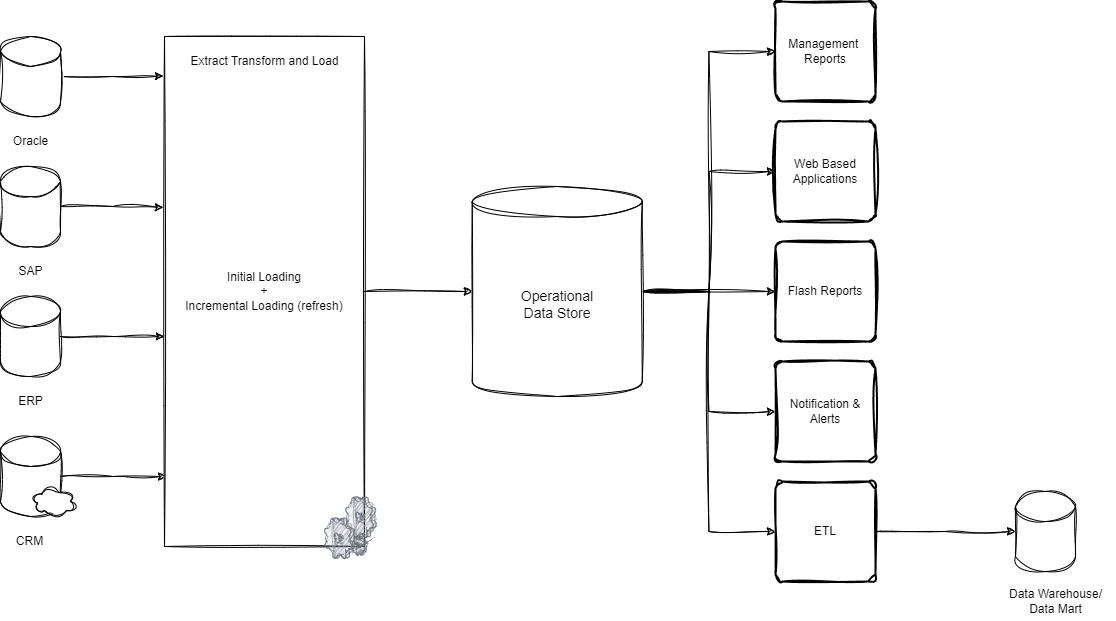 Oracle
SAP
ERP
CRM
Extract Transform and Load
Initial Loading
+
Incremental Loading (refresh)
Operational
Data Store
Management
Reports
Web Based
Applications
Flash Reports
Notification &
Alerts
ETL
Data Warehouse/
Data Mart